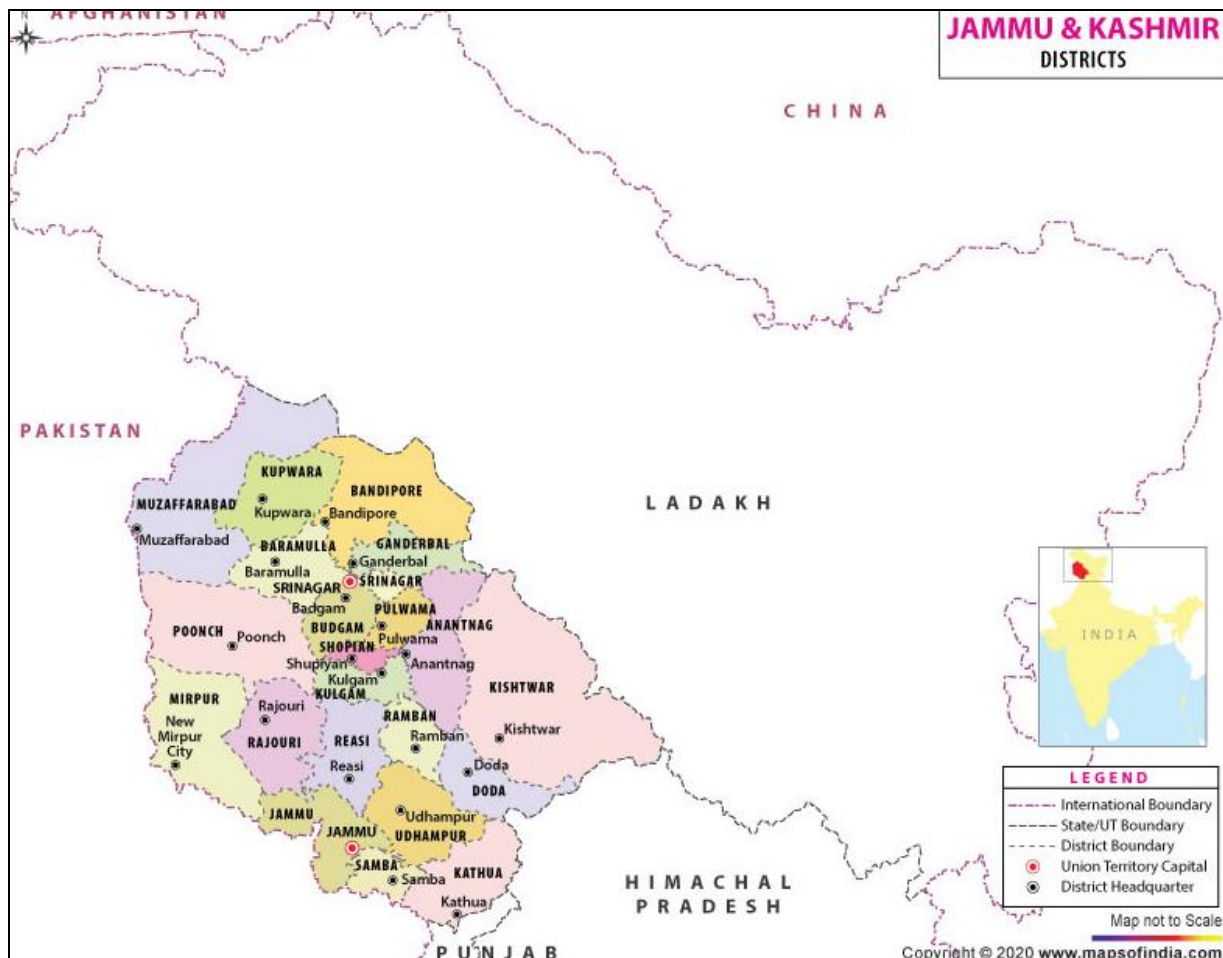 AFGHANISTAN
N
JAMMU & KASHMIR
DISTRICTS
CHINA
PAKISTAN
LADAKH
KUPWARA
Kupwara
BANDIPORE
Bandipore
MUZAFFARABAD
Muzaffarabad
BARAMULLA
Baramulla
GANDERBAL
Ganderbal
SRINAGAR
SRINAGAR
Badgam
BUDGAM
PULWAMA
Pulwama
ANANTNAG
Anantnag
POONCH
Poonch
SHOPIAN
Shupiyan
Kulgam
KULGAM
KISHTWAR
Kishtwar
MIRPUR
New
Mirpur
City
Rajouri
RAJOURI
REASI
Reasi
RAMBAN
Ramban
Doda
DODA
JAMMU
JAMMU
Udhampur
UDHAMPUR
SAMBA
Samba
KATHUA
Kathua
HIMACHAL
PRADESH
PUNJAB
INDIA
LEGEND
International Boundary
State/UT Boundary
District Boundary
Union Territory Capital
District Headquarter
Map not to Scale
Copyright © 2020 www.mapsofindia.com